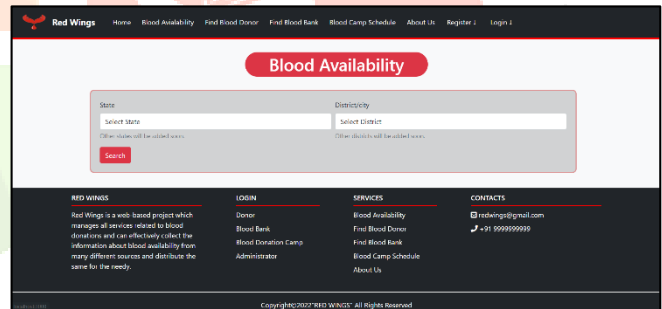 Red Wings Home Blood Avialability Find Blood Donor Find Blood Bank Blood Camp Schedule About Us Register Login
Blood Availability
State District/city
Select State Select District
Other states will be added soon. Other districts will be added soon.
Search
RED WINGS LOGIN SERVICES CONTACTS
Red Wings is a web based project which
manages all services related to blood
donations and can effectively collect the
information about blood availability from
many different sources and distribute the
same for the needy.
Donor
Blood Bank
Blood Donation Camp
Administrator
Blood Availability
Find Blood Donor
Find Blood Bank
Blood Camp Schedule
About Us
redwings@gmail.com
+91 9999999999
Copyright©2022"RED WINGS" All Rights Reserved